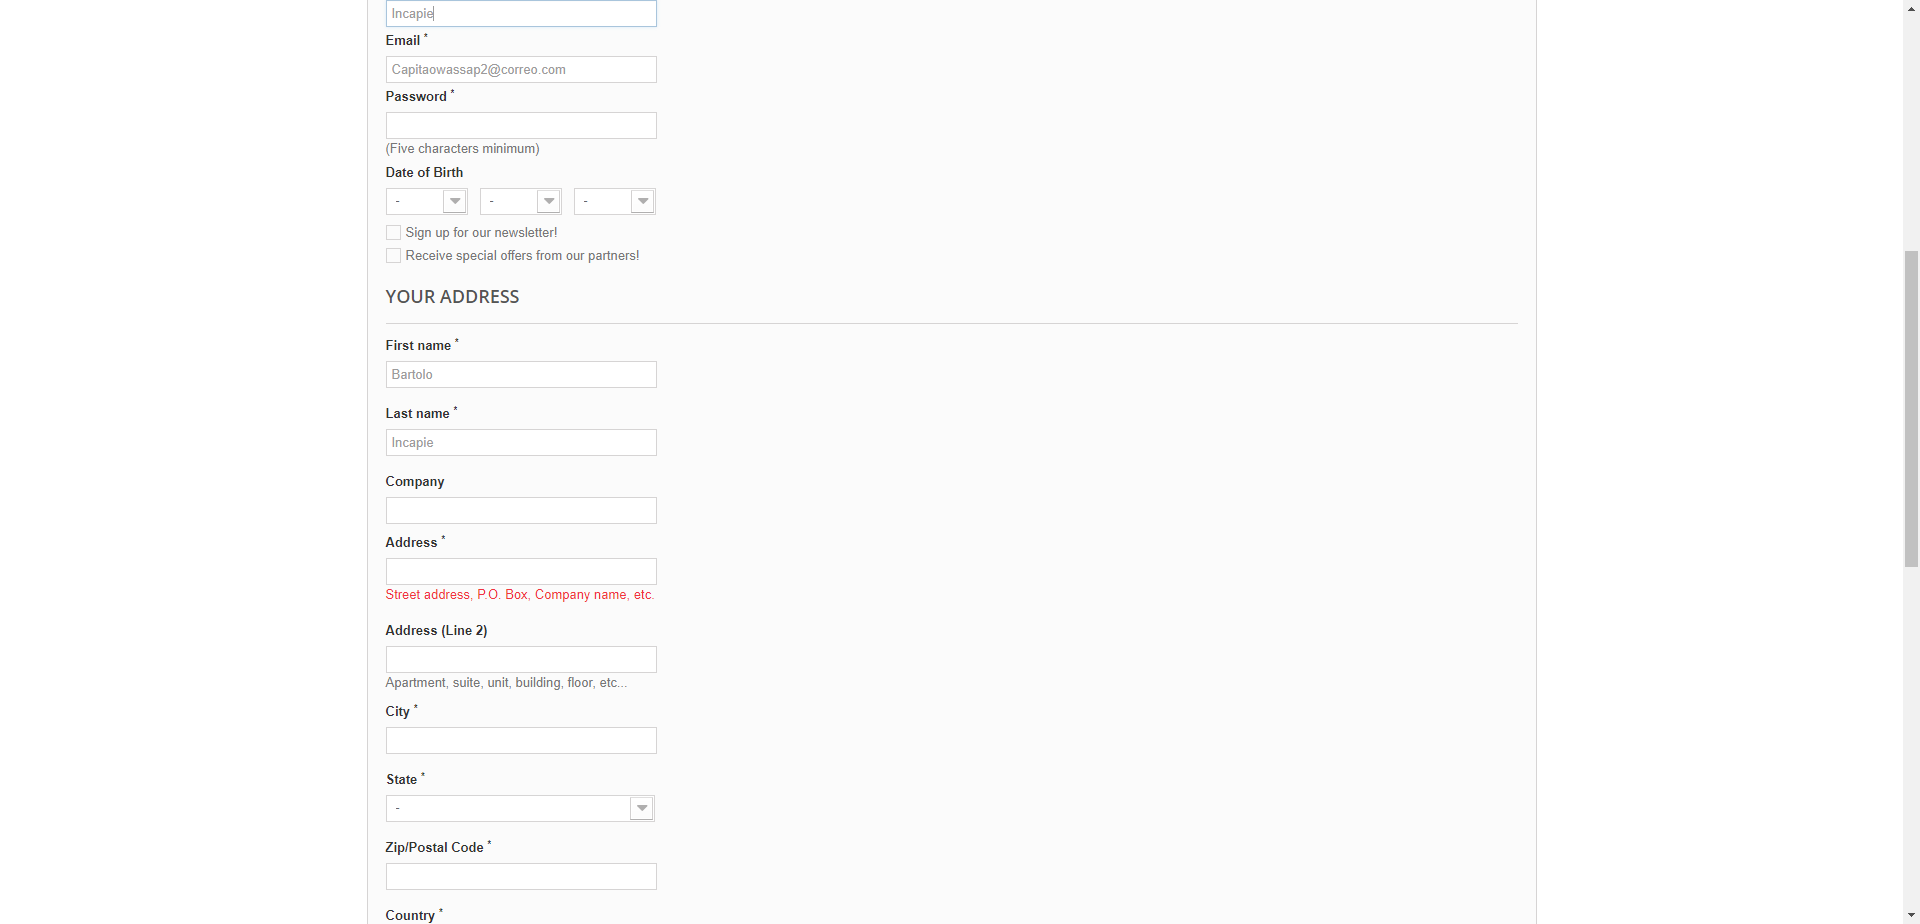 Incapie
Email *
Capitaowassap2@correo.com
Password *
(Five characters minimum)
Date of Birth
- - -
Sign up for our newsletter!
Receive special offers from our partners!
YOUR ADDRESS
First name *
Bartolo
Last name *
Incapie
Company
Address *
Street address, P.O. Box, Company name, etc.
Address (Line 2)
Apartment, suite, unit, building, floor, etc...
City *
State *
-
Zip/Postal Code *
Country *